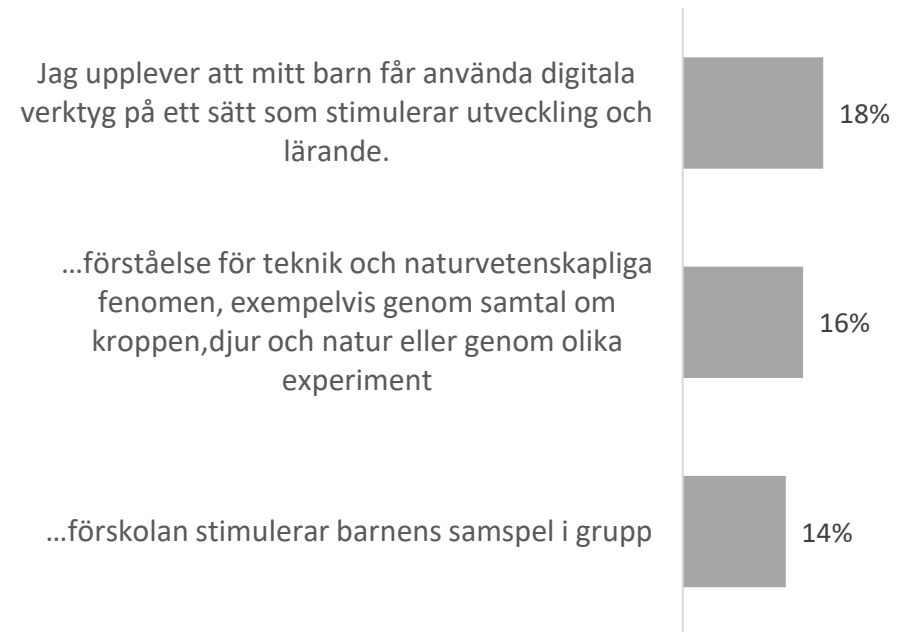 Jag upplever att mitt barn får använda digitala
verktyg på ett sätt som stimulerar utveckling och
lärande.
18%
...förståelse för teknik och naturvetenskapliga
fenomen, exempelvis genom samtal om
kroppen,djur och natur eller genom olika
experiment
16%
...förskolan stimulerar barnens samspel i grupp
14%